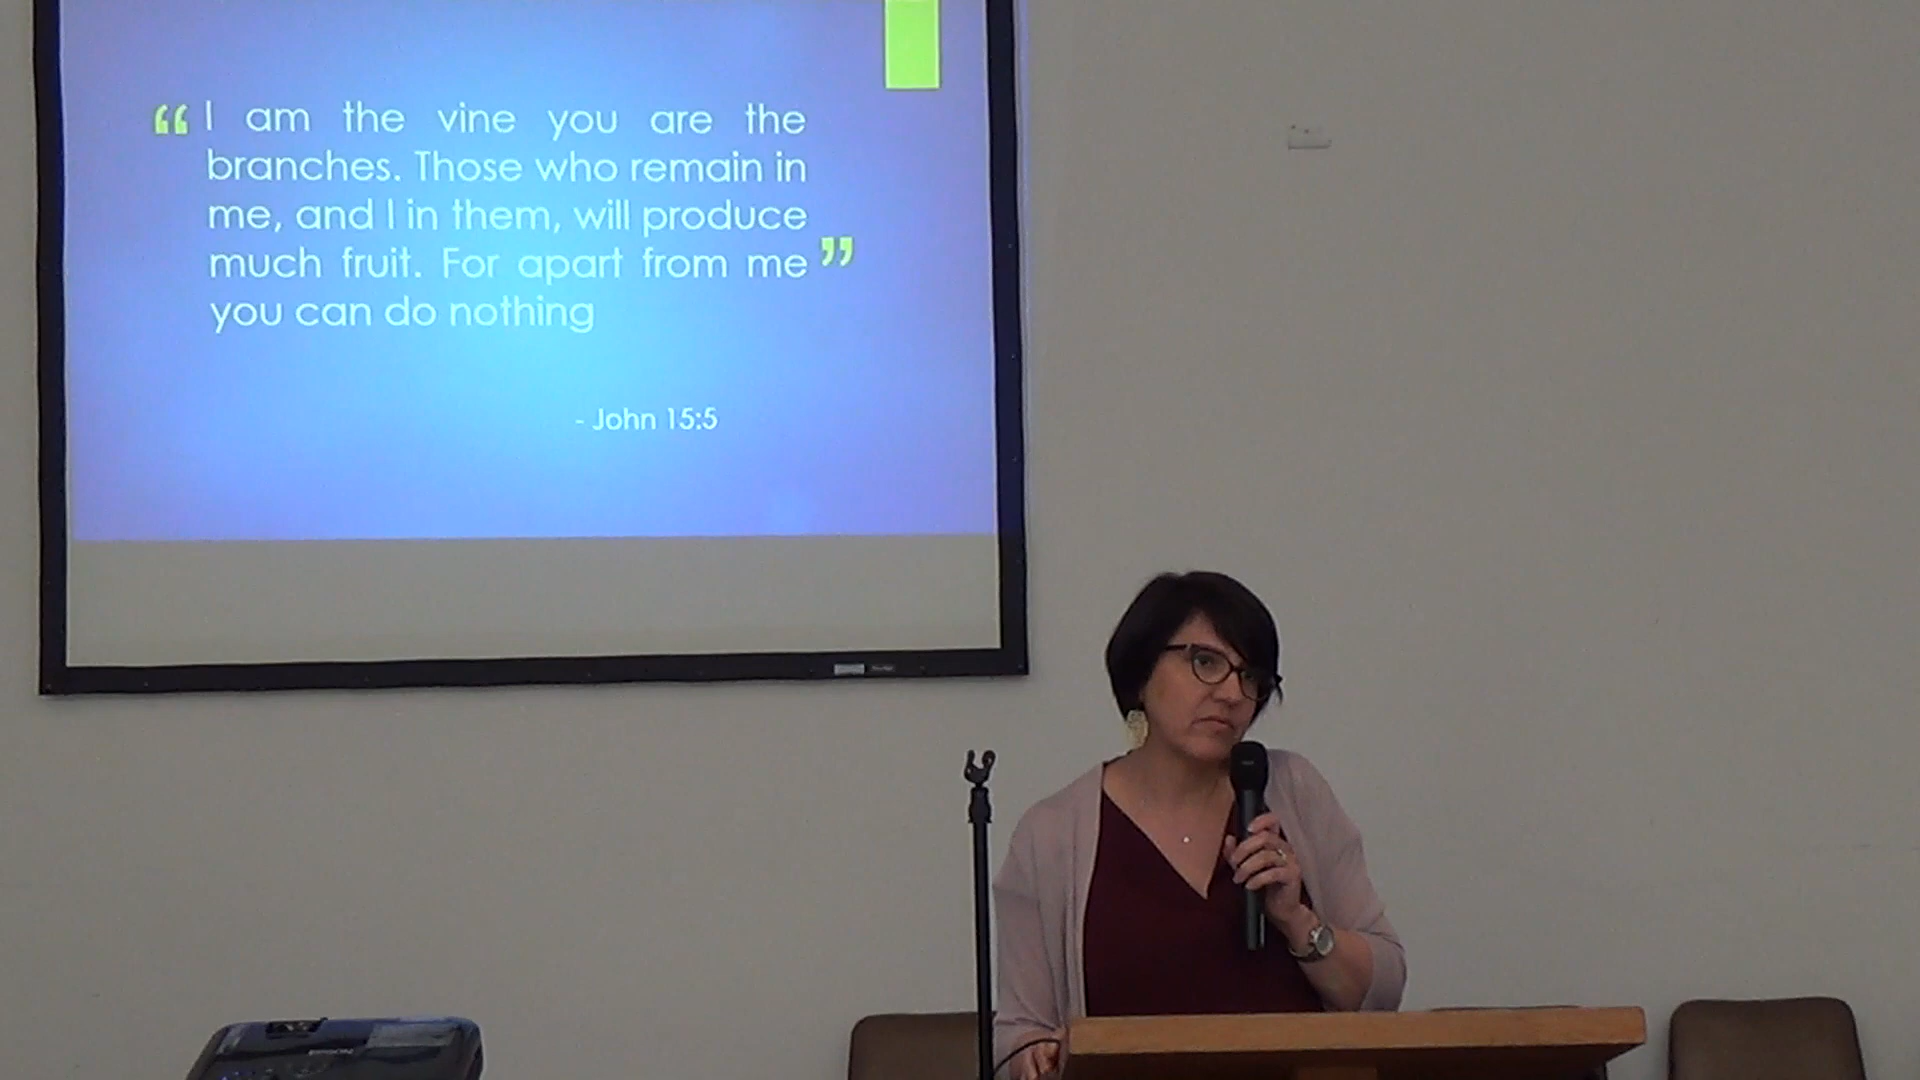 “ I am the vine you are the
branches. Those who remain in
me, and I in them, will produce
much fruit. For apart from me ”
you can do nothing
- John 15:5